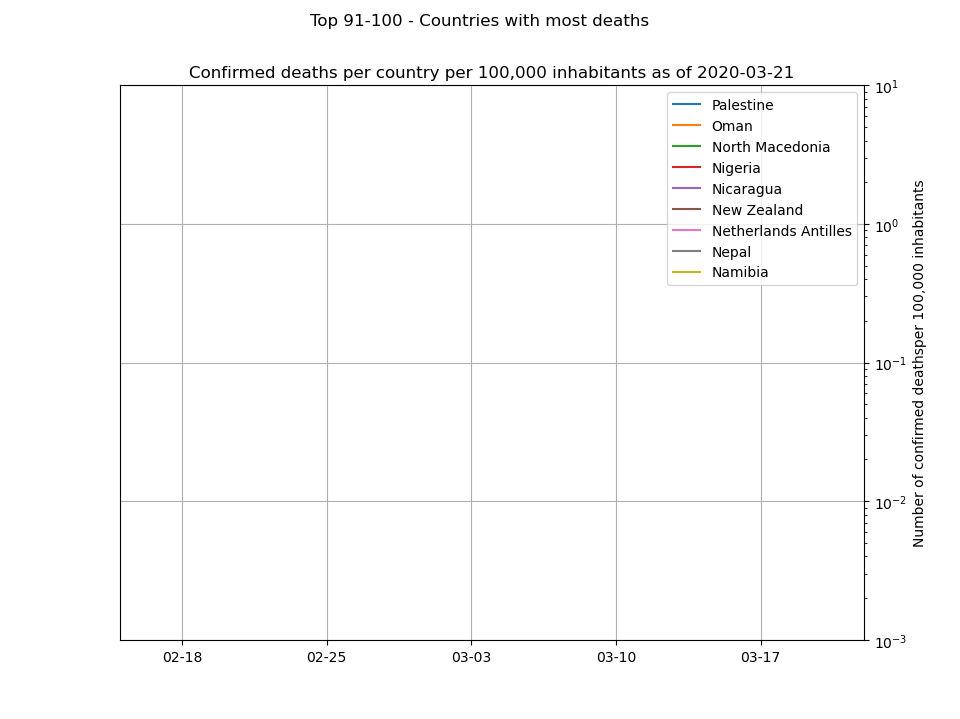 Top 91-100 - Countries with most deaths
Confirmed deaths per country per 100,000 inhabitants as of 2020-03-21
Palestine
Oman
North Macedonia
Nigeria
Nicaragua
New Zealand
Netherlands Antilles
Nepal
Namibia
10¹
10⁰
10⁻¹
10⁻²
10⁻³
Number of confirmed deathsper 100,000 inhabitants
02-18
02-25
03-03
03-10
03-17